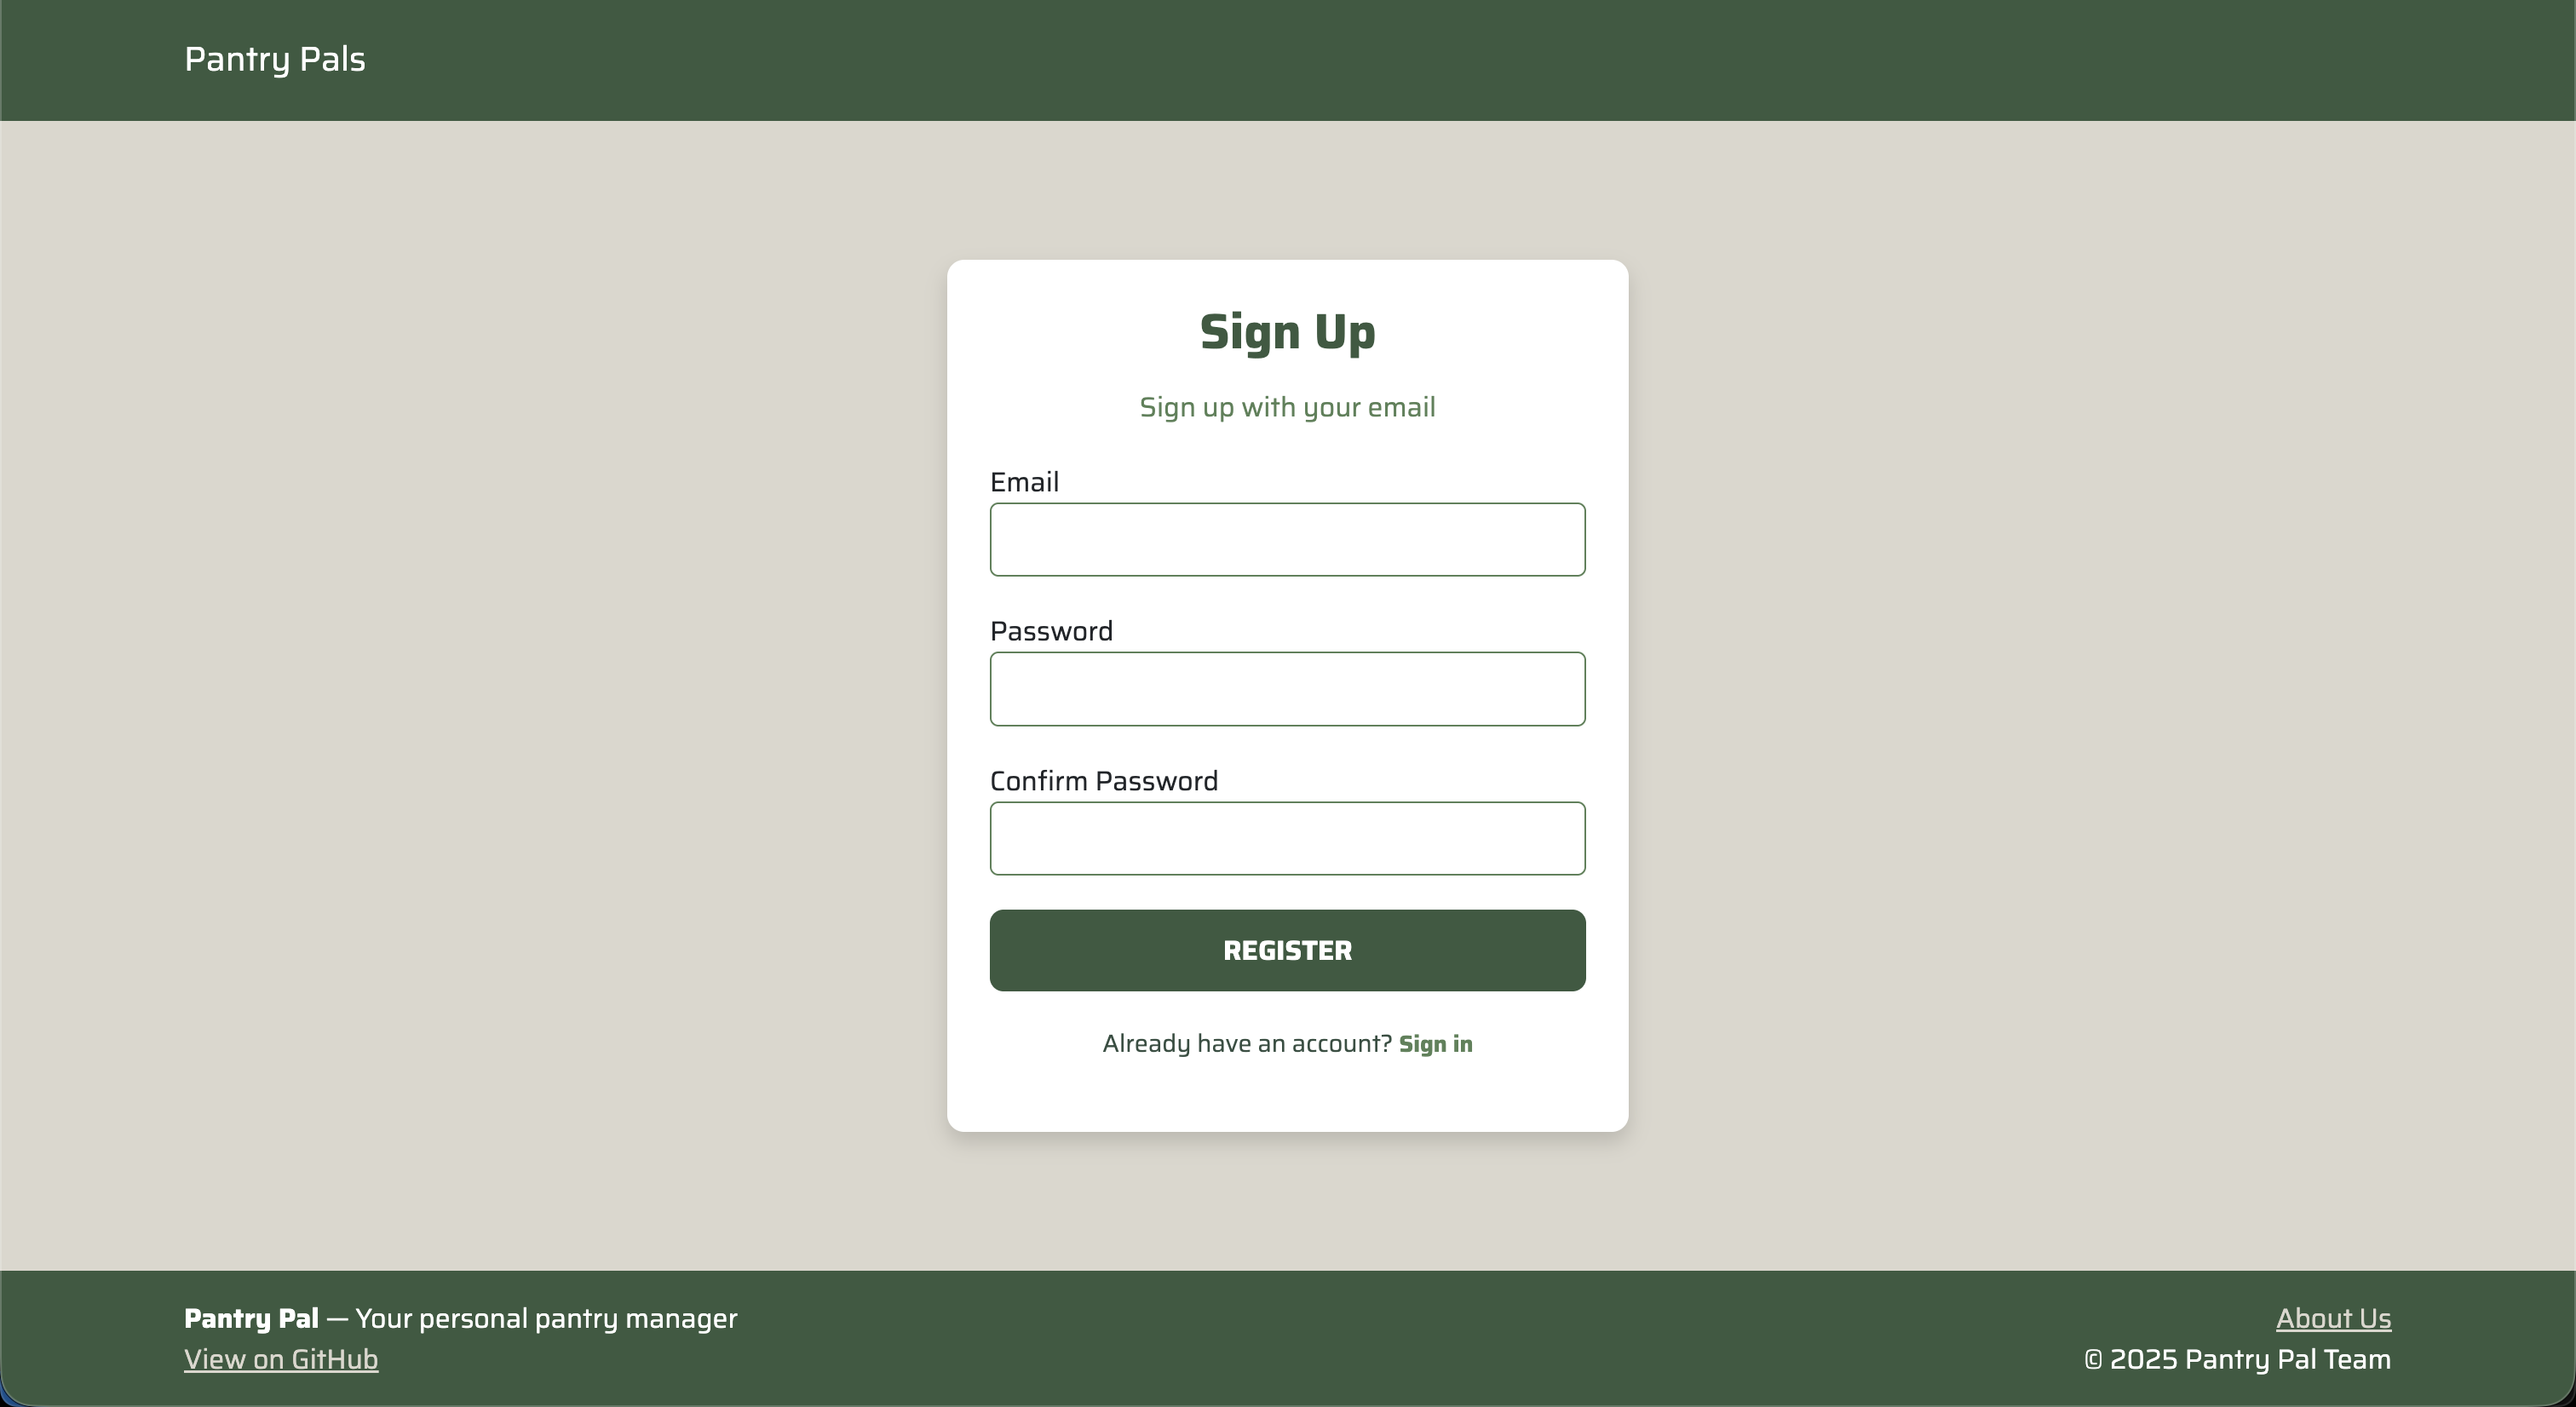 Pantry Pals
Sign Up
Sign up with your email
Email
Password
Confirm Password
REGISTER
Already have an account? Sign in
Pantry Pal — Your personal pantry manager
View on GitHub
About Us
© 2025 Pantry Pal Team